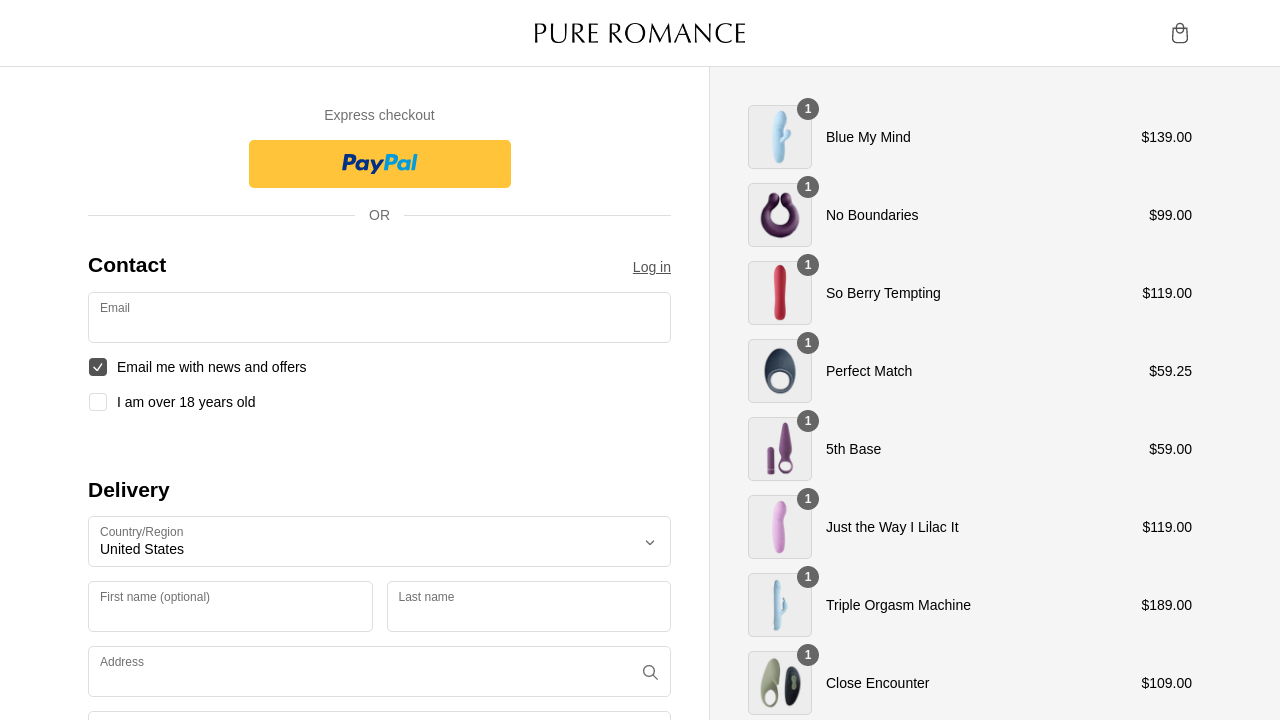 PURE ROMANCE
Express checkout
PayPal
OR
Contact
Log in
Email
Email me with news and offers
I am over 18 years old
Delivery
Country/Region
United States
First name (optional)
Last name
Address
1
Blue My Mind
$139.00
1
No Boundaries
$99.00
1
So Berry Tempting
$119.00
1
Perfect Match
$59.25
1
5th Base
$59.00
1
Just the Way I Lilac It
$119.00
1
Triple Orgasm Machine
$189.00
1
Close Encounter
$109.00